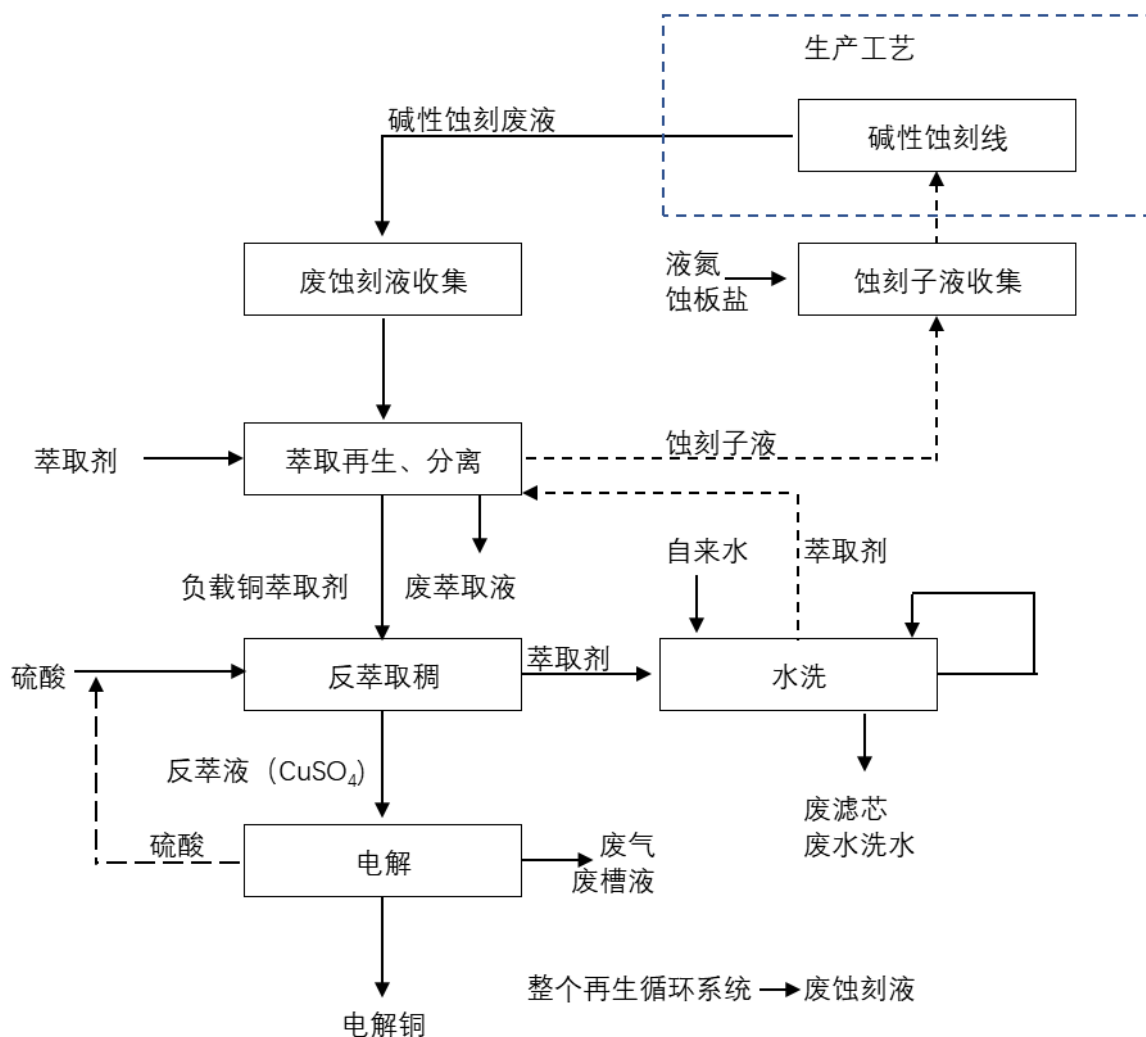 生产工艺
碱性蚀刻废液
碱性蚀刻线
废蚀刻液收集
液氮
蚀板盐
蚀刻子液收集
萃取剂
萃取再生、分离
蚀刻子液
自来水
萃取剂
负载铜萃取剂
废萃取液
硫酸
反萃取稠
萃取剂
水洗
反萃液（CuSO₄)
废滤芯
废水洗水
硫酸
电解
废气
废槽液
整个再生循环系统
废蚀刻液
电解铜